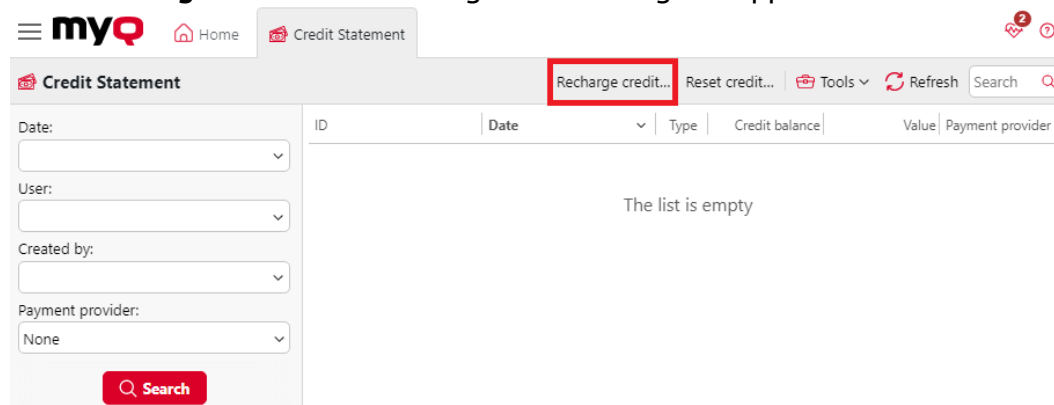 myQ Home Credit Statement 2
Credit Statement Recharge credit... Reset credit... Tools Refresh Search
Date: ID Date Type Credit balance Value Payment provider
User:
The list is empty
Created by:
Payment provider:
None
Search